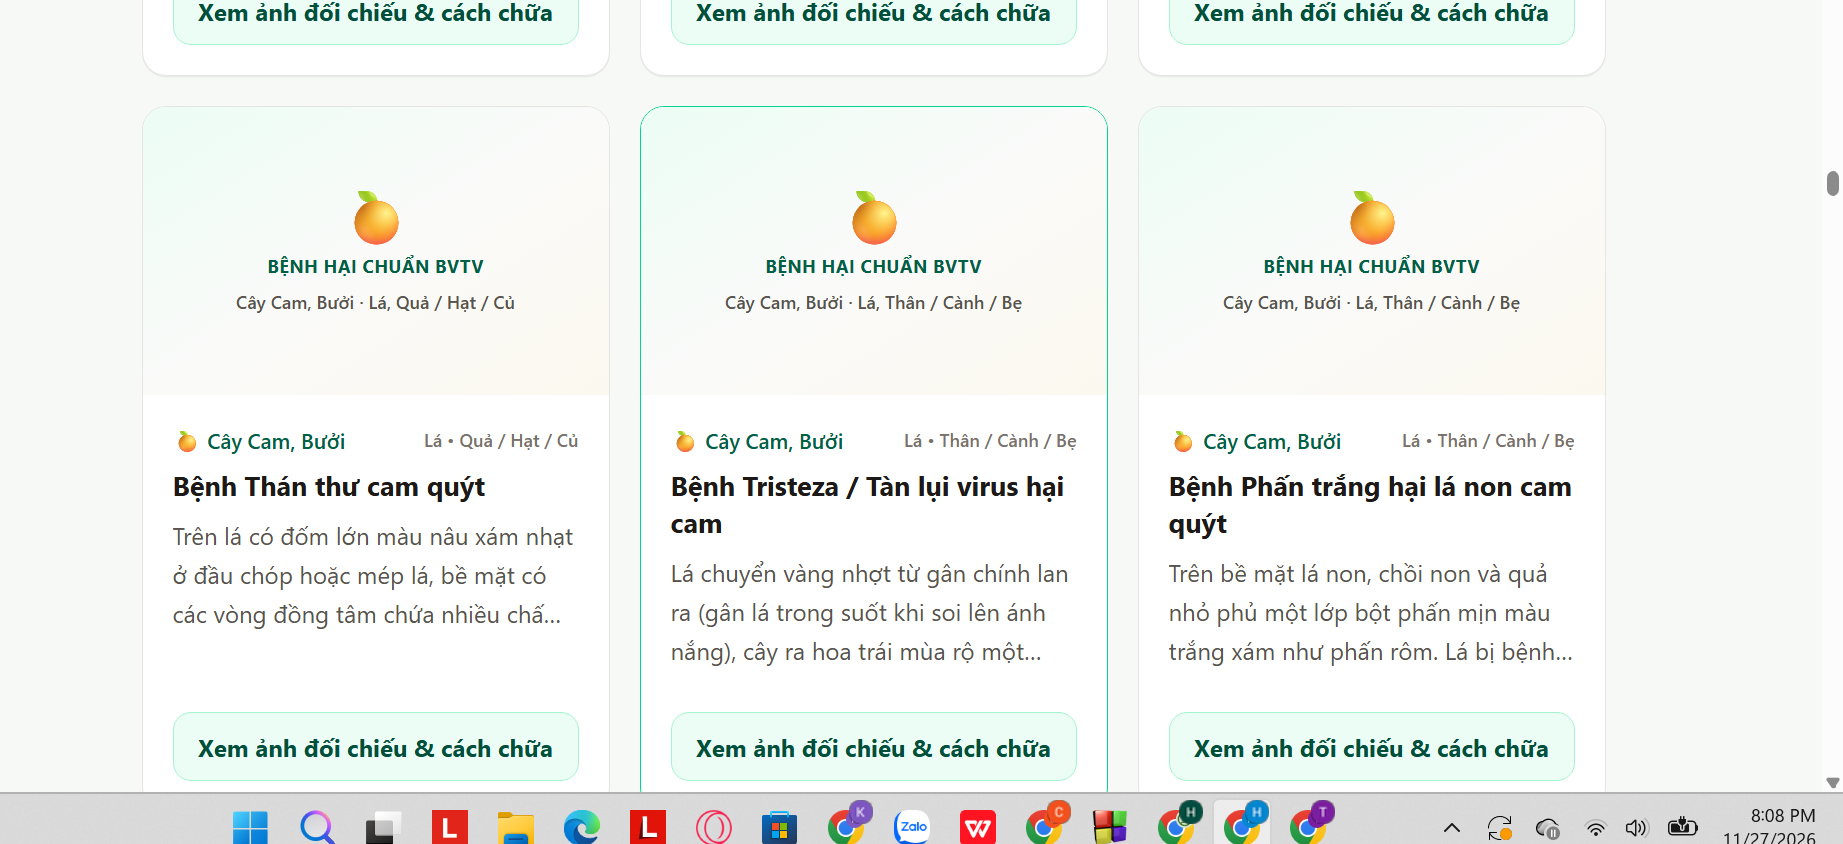 Xem ảnh đối chiếu & cách chữa
Xem ảnh đối chiếu & cách chữa
Xem ảnh đối chiếu & cách chữa
BỆNH HẠI CHUẨN BVTV
Cây Cam, Bưởi · Lá, Quả / Hạt / Củ
Cây Cam, Bưởi
Lá • Quả / Hạt / Củ
Bệnh Thán thư cam quýt
Trên lá có đốm lớn màu nâu xám nhạt
ở đầu chóp hoặc mép lá, bề mặt có
các vòng đồng tâm chứa nhiều chấ...
Xem ảnh đối chiếu & cách chữa
BỆNH HẠI CHUẨN BVTV
Cây Cam, Bưởi · Lá, Thân / Cành / Bẹ
Cây Cam, Bưởi
Lá • Thân / Cành / Bẹ
Bệnh Tristeza / Tàn lụi virus hại
cam
Lá chuyển vàng nhợt từ gân chính lan
ra (gân lá trong suốt khi soi lên ánh
nắng), cây ra hoa trái mùa rộ một...
Xem ảnh đối chiếu & cách chữa
BỆNH HẠI CHUẨN BVTV
Cây Cam, Bưởi · Lá, Thân / Cành / Bẹ
Cây Cam, Bưởi
Lá • Thân / Cành / Bẹ
Bệnh Phấn trắng hại lá non cam
quýt
Trên bề mặt lá non, chồi non và quả
nhỏ phủ một lớp bột phấn mịn màu
trắng xám như phấn rôm. Lá bị bệnh...
Xem ảnh đối chiếu & cách chữa
L
L
K
Zalo
C
H
H
T
8:08 PM
11/27/2026